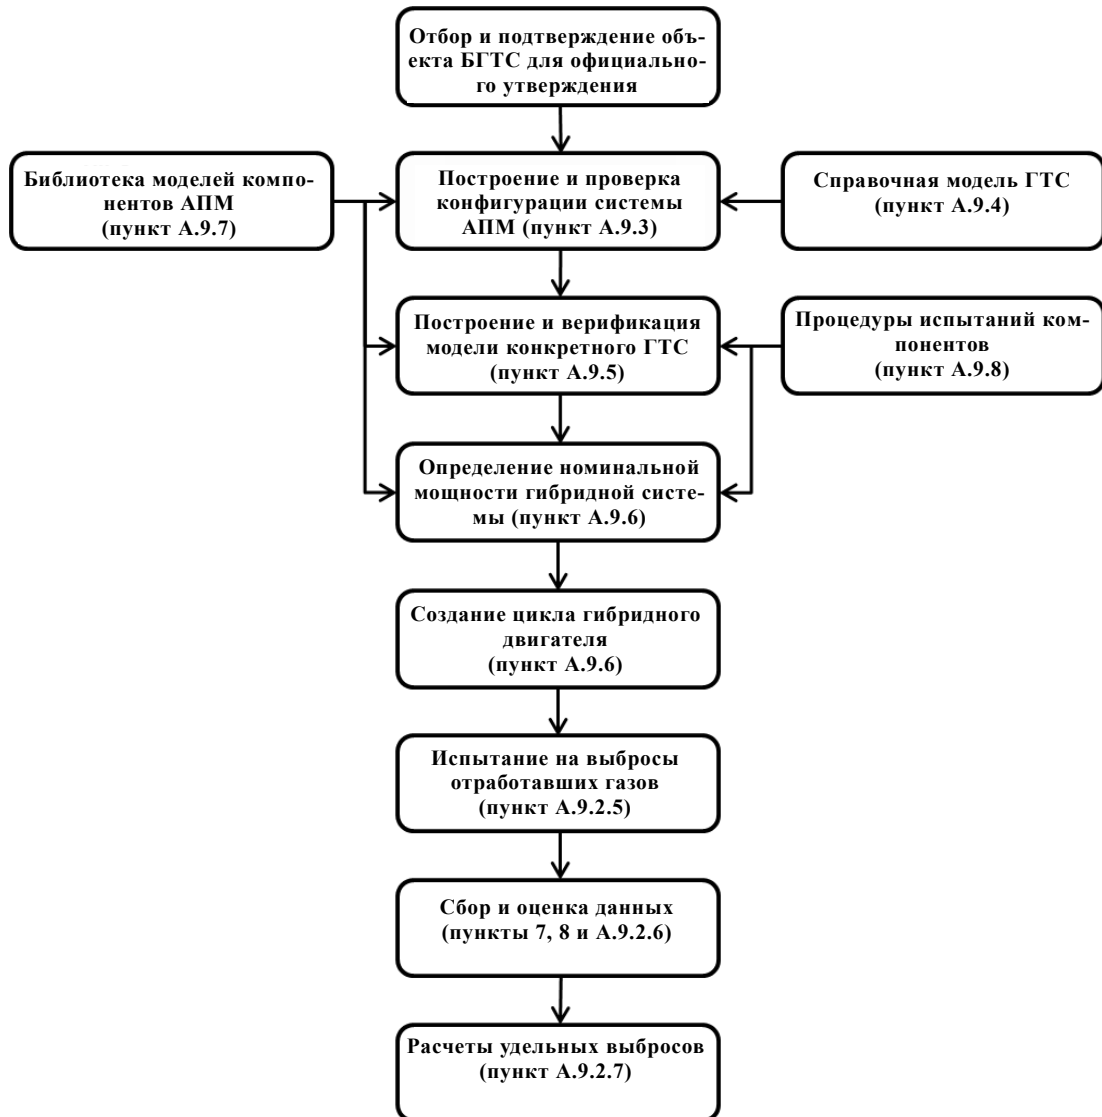 Отбор и подтверждение объ-
екта БГТС для официально-
го утверждения
Библиотека моделей компо-
нентов АПМ
(пункт А.9.7)
Построение и проверка
конфигурации системы
АПМ (пункт А.9.3)
Справочная модель ГТС
(пункт А.9.4)
Построение и верификация
модели конкретного ГТС
(пункт А.9.5)
Процедуры испытаний ком-
понентов
(пункт А.9.8)
Определение номинальной
мощности гибридной систе-
мы (пункт А.9.6)
Создание цикла гибридного
двигателя
(пункт А.9.6)
Испытание на выбросы
отработавших газов
(пункт А.9.2.5)
Сбор и оценка данных
(пункты 7, 8 и А.9.2.6)
Расчеты удельных выбросов
(пункт А.9.2.7)